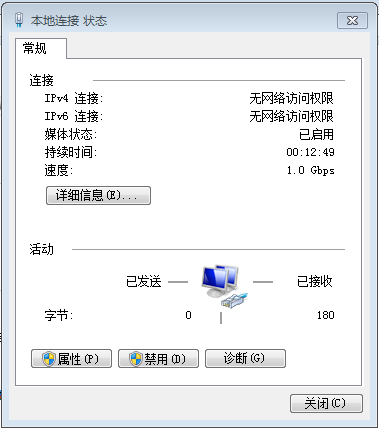 本地连接 状态
常规
连接
IPv4 连接: 无网络访问权限
IPv6 连接: 无网络访问权限
媒体状态: 已启用
持续时间: 00:12:49
速度: 1.0 Gbps
详细信息(E)...
活动
已发送 — 已接收
字节: 0 | 180
属性(P) 禁用(D) 诊断(G)
关闭(C)